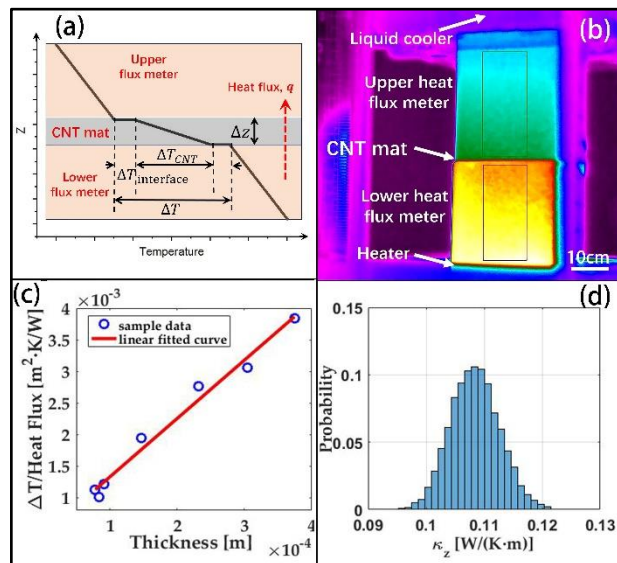 (a)
Upper flux meter
Heat flux, q
Z
CNT mat
Δz
ΔT_CNT
Lower flux meter
ΔT_interface
ΔT
Temperature
(b)
Liquid cooler
Upper heat flux meter
CNT mat
Lower heat flux meter
Heater
10cm
(c)
×10⁻³
4
3.5
3
2.5
2
1.5
1
ΔT/Heat Flux [m²·K/W]
sample data
linear fitted curve
1 2 3 4
Thickness [m]
×10⁻⁴
(d)
0.15
0.1
0.05
0
Probability
0.09 0.1 0.11 0.12 0.13
κ_z [W/(K·m)]